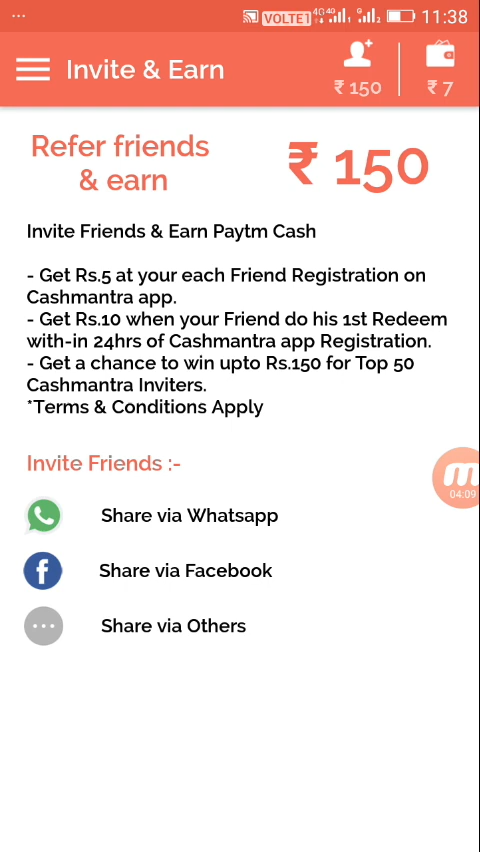 VOLTE1 4G 4G 1 G 2 11:38
Invite & Earn
₹ 150
₹ 7
Refer friends
& earn
₹ 150
Invite Friends & Earn Paytm Cash
- Get Rs.5 at your each Friend Registration on
Cashmantra app.
- Get Rs.10 when your Friend do his 1st Redeem
with-in 24hrs of Cashmantra app Registration.
- Get a chance to win upto Rs.150 for Top 50
Cashmantra Inviters.
*Terms & Conditions Apply
Invite Friends :-
m
04:09
Share via Whatsapp
f
Share via Facebook
Share via Others